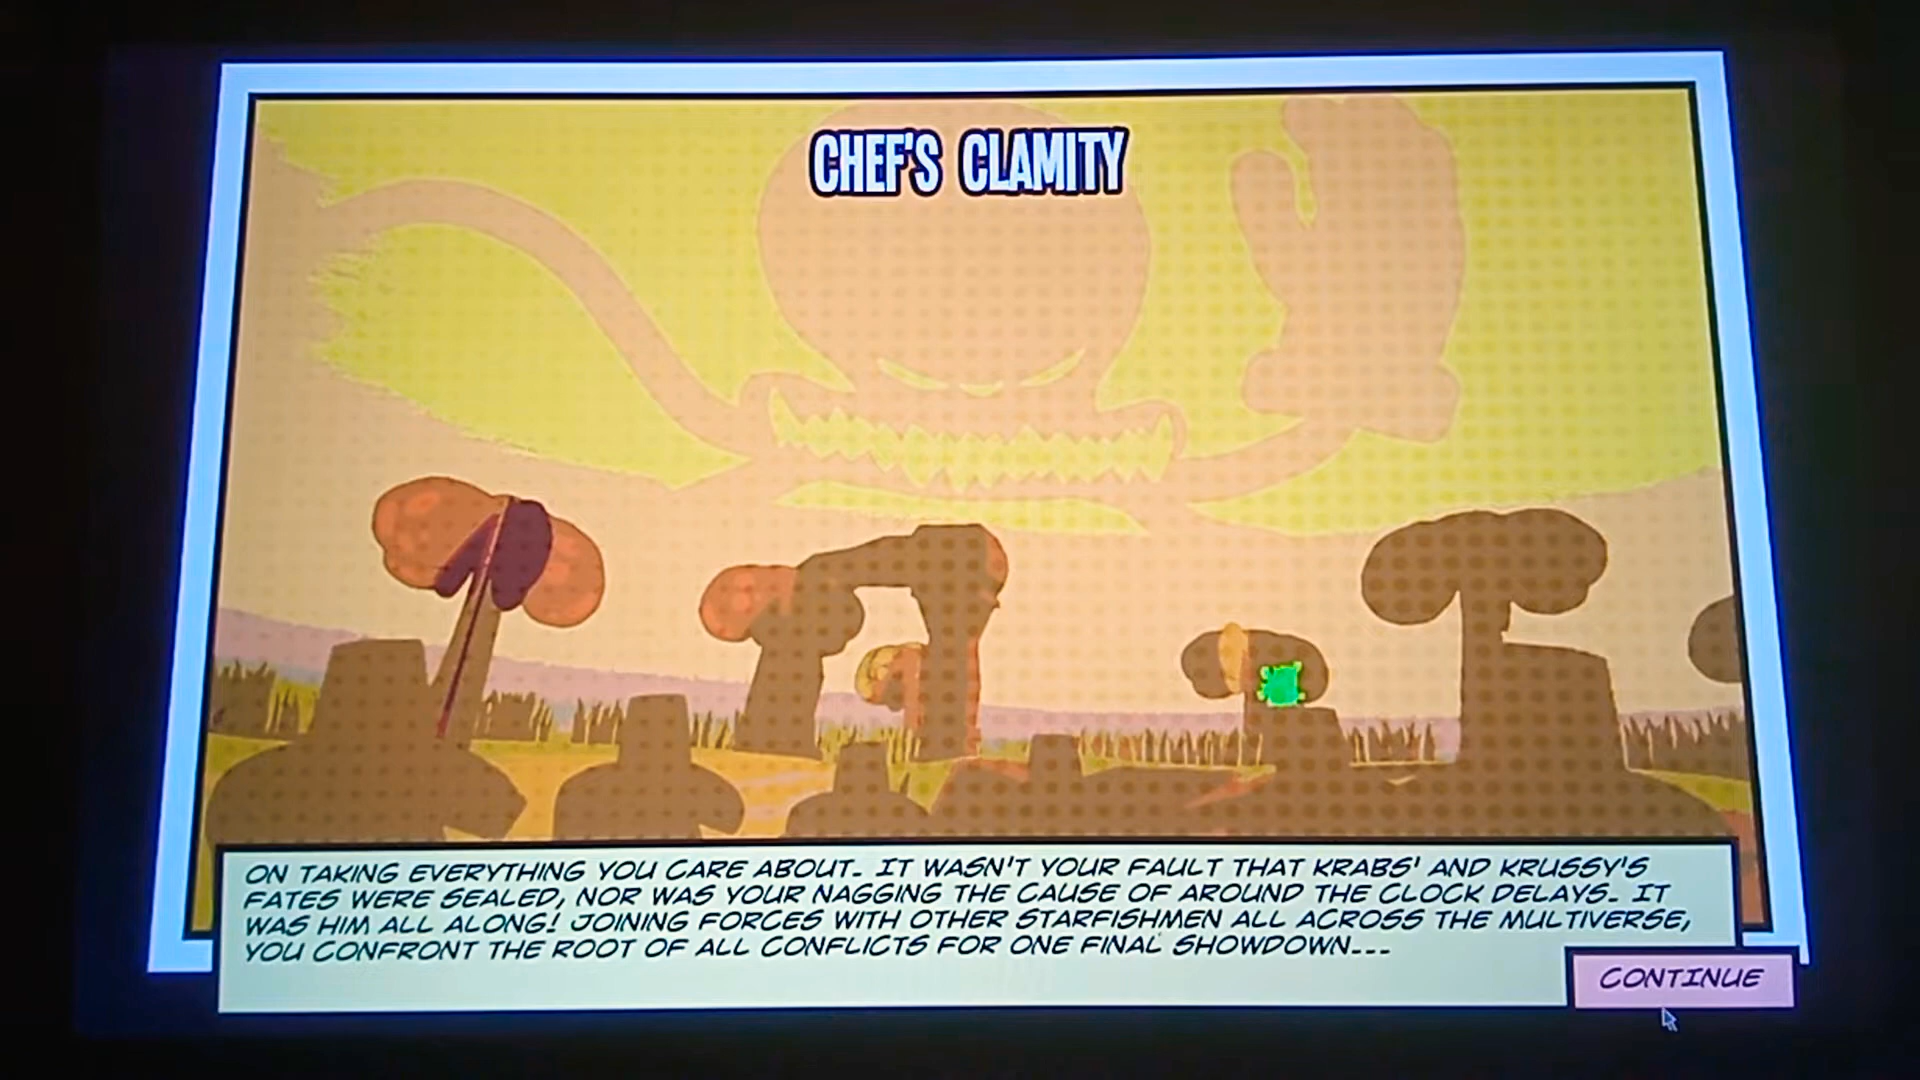 CHEF'S CLAMITY
ON TAKING EVERYTHING YOU CARE ABOUT. IT WASN'T YOUR FAULT THAT KRABS' AND KRUSSY'S
FATES WERE SEALED, NOR WAS YOUR NAGGING THE CAUSE OF AROUND THE CLOCK DELAYS. IT
WAS HIM ALL ALONG! JOINING FORCES WITH OTHER STARFISHMEN ALL ACROSS THE MULTIVERSE,
YOU CONFRONT THE ROOT OF ALL CONFLICTS FOR ONE FINAL SHOWDOWN...
CONTINUE